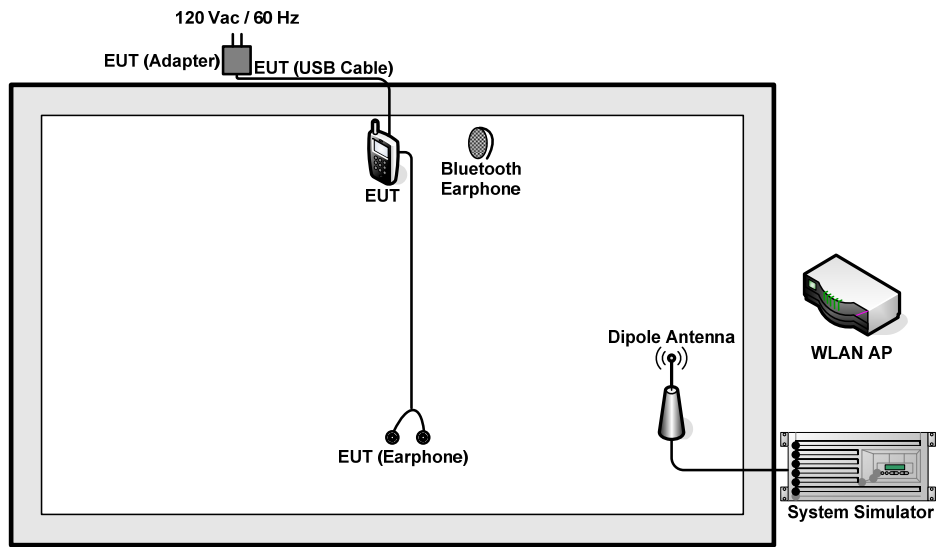 120 Vac / 60 Hz
EUT (Adapter)
EUT (USB Cable)
EUT
Bluetooth
Earphone
Dipole Antenna
WLAN AP
EUT (Earphone)
System Simulator